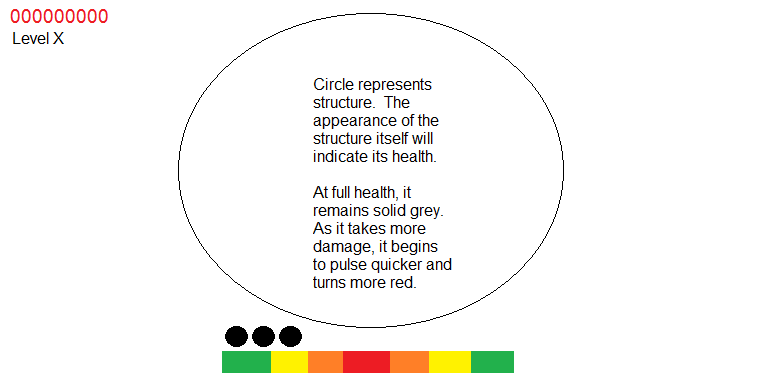 000000000
Level X
Circle represents
structure.  The
appearance of the
structure itself will
indicate its health.
At full health, it
remains solid grey.
As it takes more
damage, it begins
to pulse quicker and
turns more red.